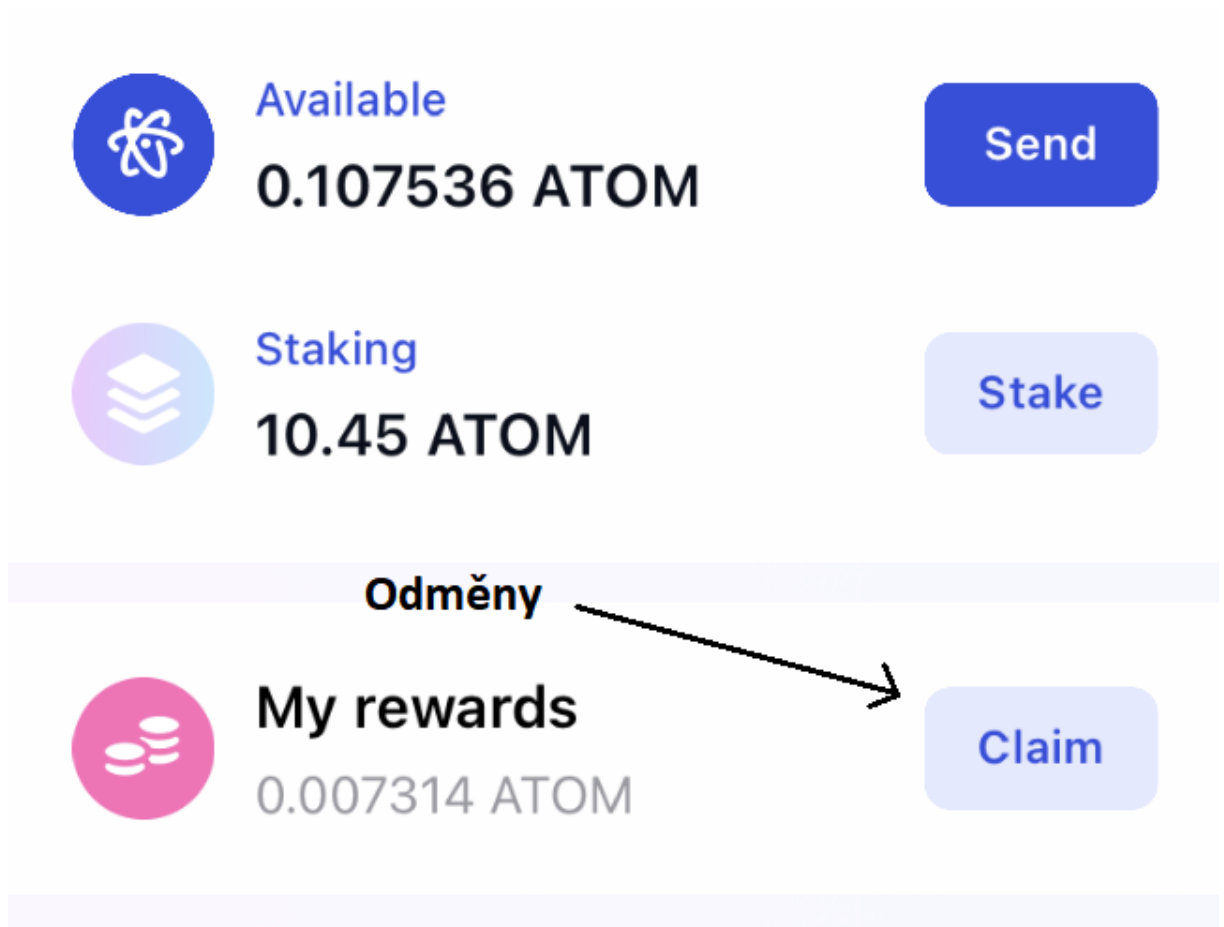 Available
0.107536 ATOM
Send
Staking
10.45 ATOM
Stake
Odměny
My rewards
0.007314 ATOM
Claim